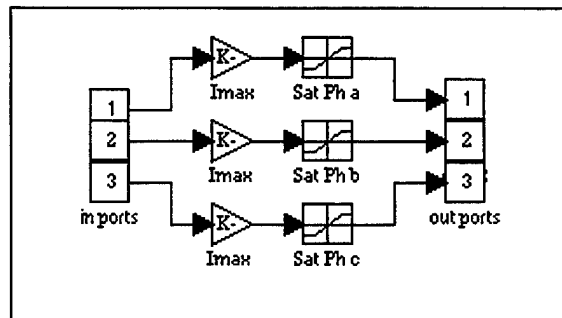 K-
Imax
Sat Ph a
1
2
3
in ports
K-
Imax
Sat Ph b
1
2
3
out ports
K-
Imax
Sat Ph c